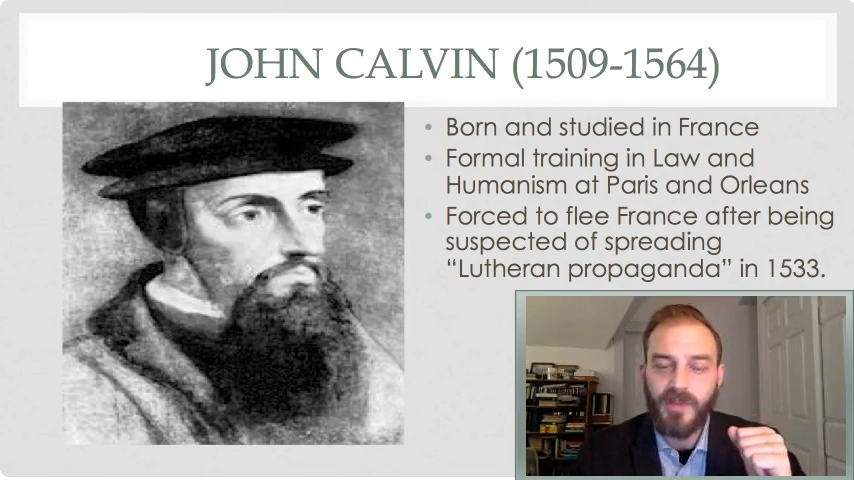 JOHN CALVIN (1509-1564)
• Born and studied in France
• Formal training in Law and
Humanism at Paris and Orleans
• Forced to flee France after being
suspected of spreading
“Lutheran propaganda” in 1533.